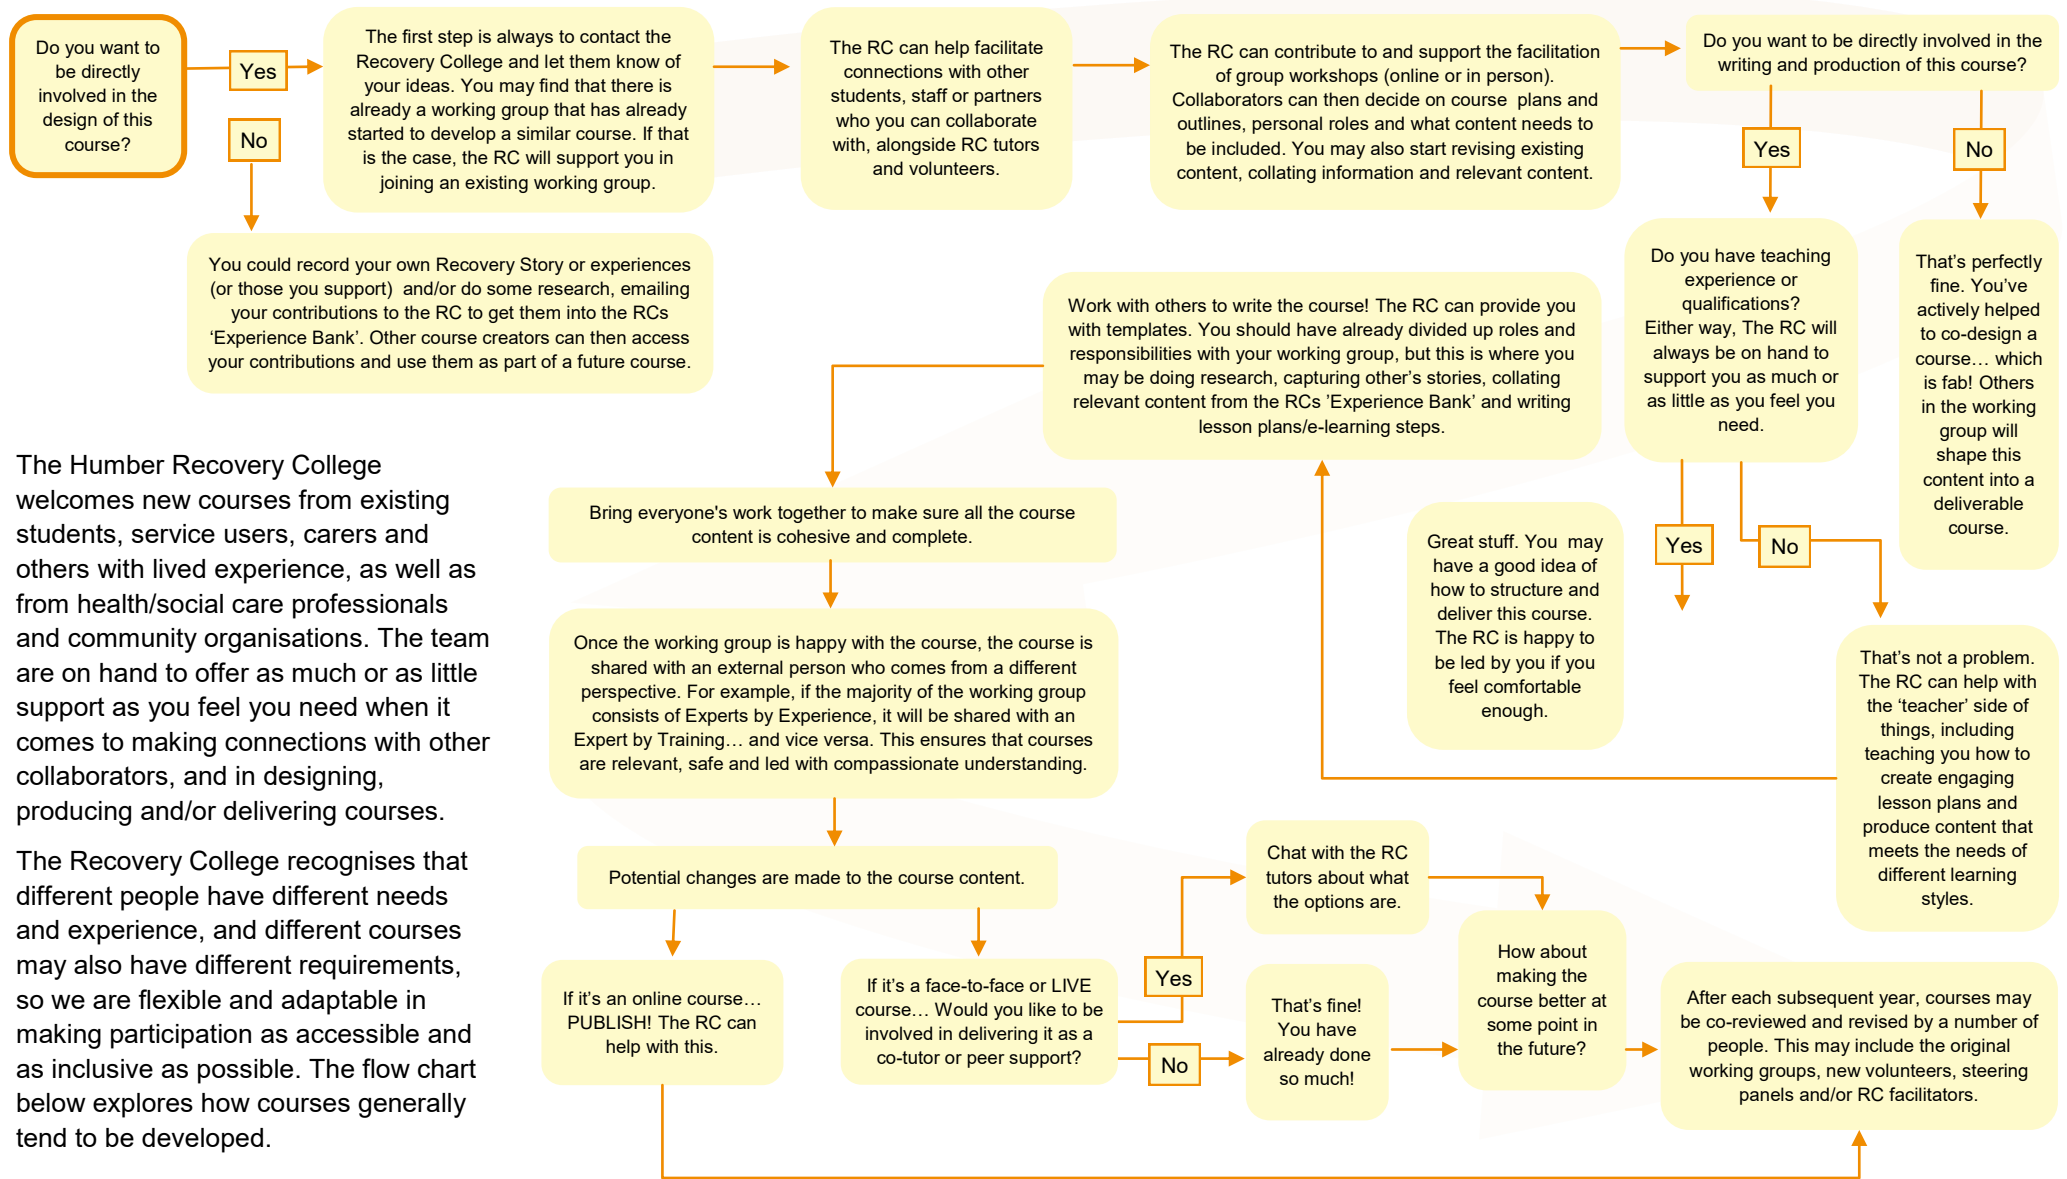 Do you want to
be directly
involved in the
design of this
course?
Yes
No
The first step is always to contact the
Recovery College and let them know of
your ideas. You may find that there is
already a working group that has already
started to develop a similar course. If that
is the case, the RC will support you in
joining an existing working group.
The RC can help facilitate
connections with other
students, staff or partners
who you can collaborate
with, alongside RC tutors
and volunteers.
The RC can contribute to and support the facilitation
of group workshops (online or in person).
Collaborators can then decide on course  plans and
outlines, personal roles and what content needs to
be included. You may also start revising existing
content, collating information and relevant content.
Do you want to be directly involved in the
writing and production of this course?
Yes
No
You could record your own Recovery Story or experiences
(or those you support)  and/or do some research, emailing
your contributions to the RC to get them into the RCs
‘Experience Bank’. Other course creators can then access
your contributions and use them as part of a future course.
Do you have teaching
experience or
qualifications?
Either way, The RC will
always be on hand to
support you as much or
as little as you feel you
need.
That’s perfectly
fine. You’ve
actively helped
to co-design a
course… which
is fab! Others
in the working
group will
shape this
content into a
deliverable
course.
Work with others to write the course! The RC can provide you
with templates. You should have already divided up roles and
responsibilities with your working group, but this is where you
may be doing research, capturing other’s stories, collating
relevant content from the RCs ’Experience Bank’ and writing
lesson plans/e-learning steps.
Yes
No
Great stuff. You  may
have a good idea of
how to structure and
deliver this course.
The RC is happy to
be led by you if you
feel comfortable
enough.
That’s not a problem.
The RC can help with
the ‘teacher’ side of
things, including
teaching you how to
create engaging
lesson plans and
produce content that
meets the needs of
different learning
styles.
The Humber Recovery College
welcomes new courses from existing
students, service users, carers and
others with lived experience, as well as
from health/social care professionals
and community organisations. The team
are on hand to offer as much or as little
support as you feel you need when it
comes to making connections with other
collaborators, and in designing,
producing and/or delivering courses.
The Recovery College recognises that
different people have different needs
and experience, and different courses
may also have different requirements,
so we are flexible and adaptable in
making participation as accessible and
as inclusive as possible. The flow chart
below explores how courses generally
tend to be developed.
Bring everyone's work together to make sure all the course
content is cohesive and complete.
Once the working group is happy with the course, the course is
shared with an external person who comes from a different
perspective. For example, if the majority of the working group
consists of Experts by Experience, it will be shared with an
Expert by Training… and vice versa. This ensures that courses
are relevant, safe and led with compassionate understanding.
Potential changes are made to the course content.
If it’s an online course…
PUBLISH! The RC can
help with this.
If it’s a face-to-face or LIVE
course… Would you like to be
involved in delivering it as a
co-tutor or peer support?
Yes
No
Chat with the RC
tutors about what
the options are.
That’s fine!
You have
already done
so much!
How about
making the
course better at
some point in
the future?
After each subsequent year, courses may
be co-reviewed and revised by a number of
people. This may include the original
working groups, new volunteers, steering
panels and/or RC facilitators.